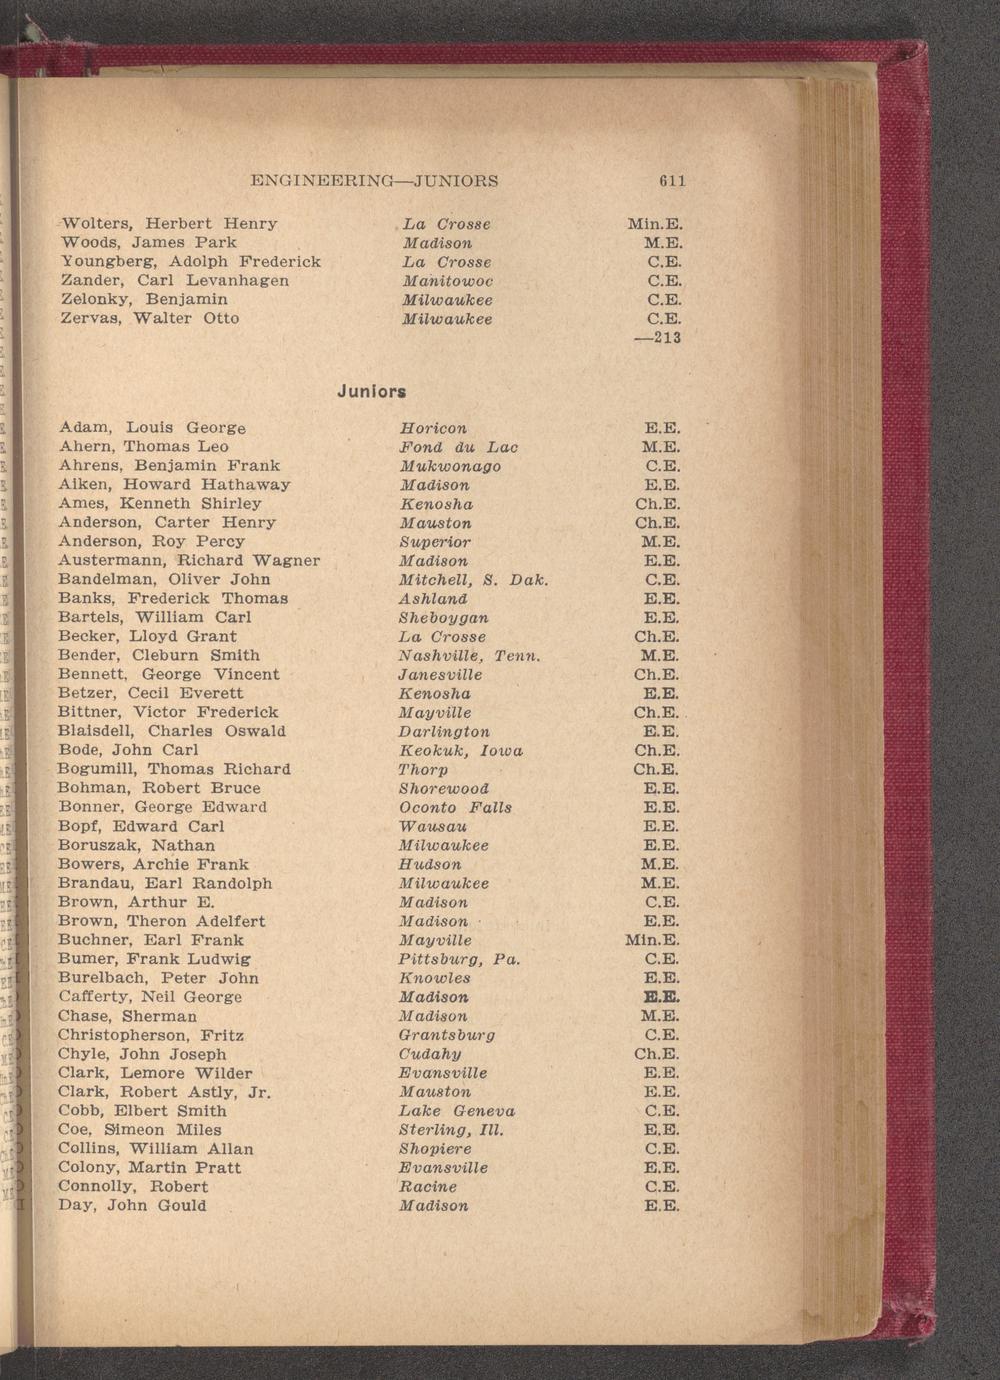 ENGINEERING—JUNIORS 611
Wolters, Herbert Henry La Crosse Min.E.
Woods, James Park Madison M.E.
Youngberg, Adolph Frederick La Crosse C.E.
Zander, Carl Levanhagen Manitowoc C.E.
Zelonky, Benjamin Milwaukee C.E.
Zervas, Walter Otto Milwaukee C.E.
—213
Juniors
Adam, Louis George Horicon E.E.
Ahern, Thomas Leo Fond du Lac M.E.
Ahrens, Benjamin Frank Mukwonago C.E.
Aiken, Howard Hathaway Madison E.E.
Ames, Kenneth Shirley Kenosha Ch.E.
Anderson, Carter Henry Mauston Ch.E.
Anderson, Roy Percy Superior M.E.
Austermann, Richard Wagner Madison E.E.
Bandelman, Oliver John Mitchell, S. Dak. C.E.
Banks, Frederick Thomas Ashland E.E.
Bartels, William Carl Sheboygan E.E.
Becker, Lloyd Grant La Crosse Ch.E.
Bender, Cleburn Smith Nashville, Tenn. M.E.
Bennett, George Vincent Janesville Ch.E.
Betzer, Cecil Everett Kenosha E.E.
Bittner, Victor Frederick Mayville Ch.E.
Blaisdell, Charles Oswald Darlington E.E.
Bode, John Carl Keokuk, Iowa Ch.E.
Bogumill, Thomas Richard Thorp Ch.E.
Bohman, Robert Bruce Shorewood E.E.
Bonner, George Edward Oconto Falls E.E.
Bopf, Edward Carl Wausau E.E.
Boruszak, Nathan Milwaukee E.E.
Bowers, Archie Frank Hudson M.E.
Brandau, Earl Randolph Milwaukee M.E.
Brown, Arthur E. Madison C.E.
Brown, Theron Adelfert Madison E.E.
Buchner, Earl Frank Mayville Min.E.
Bumer, Frank Ludwig Pittsburg, Pa. C.E.
Burelbach, Peter John Knowles E.E.
Cafferty, Neil George Madison E.E.
Chase, Sherman Madison M.E.
Christopherson, Fritz Grantsburg C.E.
Chyle, John Joseph Cudahy Ch.E.
Clark, Lemore Wilder Evansville E.E.
Clark, Robert Astly, Jr. Mauston E.E.
Cobb, Elbert Smith Lake Geneva C.E.
Coe, Simeon Miles Sterling, Ill. E.E.
Collins, William Allan Shopiere C.E.
Colony, Martin Pratt Evansville E.E.
Connolly, Robert Racine C.E.
Day, John Gould Madison E.E.